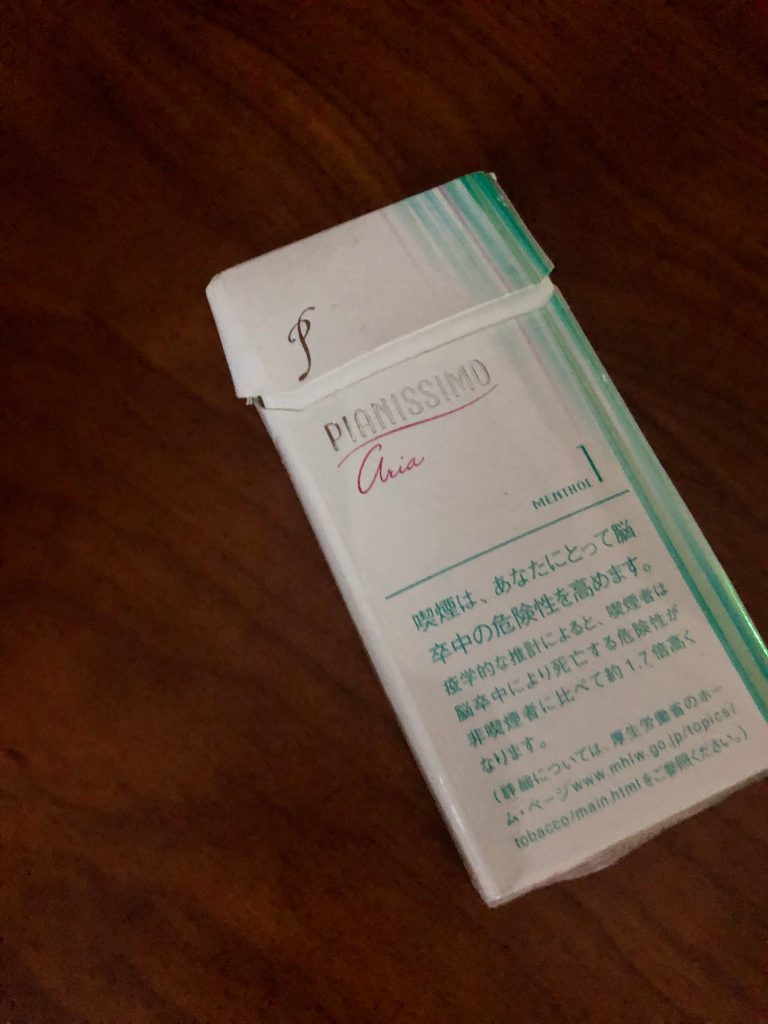 P
PIANISSIMO
Aria
MENTHOL 1
喫煙は、あなたにとって脳
卒中の危険性を高めます。
疫学的な推計によると、喫煙者は
脳卒中により死亡する危険性が
非喫煙者に比べて約1.7倍高く
なります。
(詳細については、厚生労働省のホー
ム・ページwww.mhlw.go.jp/topics/
tobacco/main.htmlをご参照ください。)